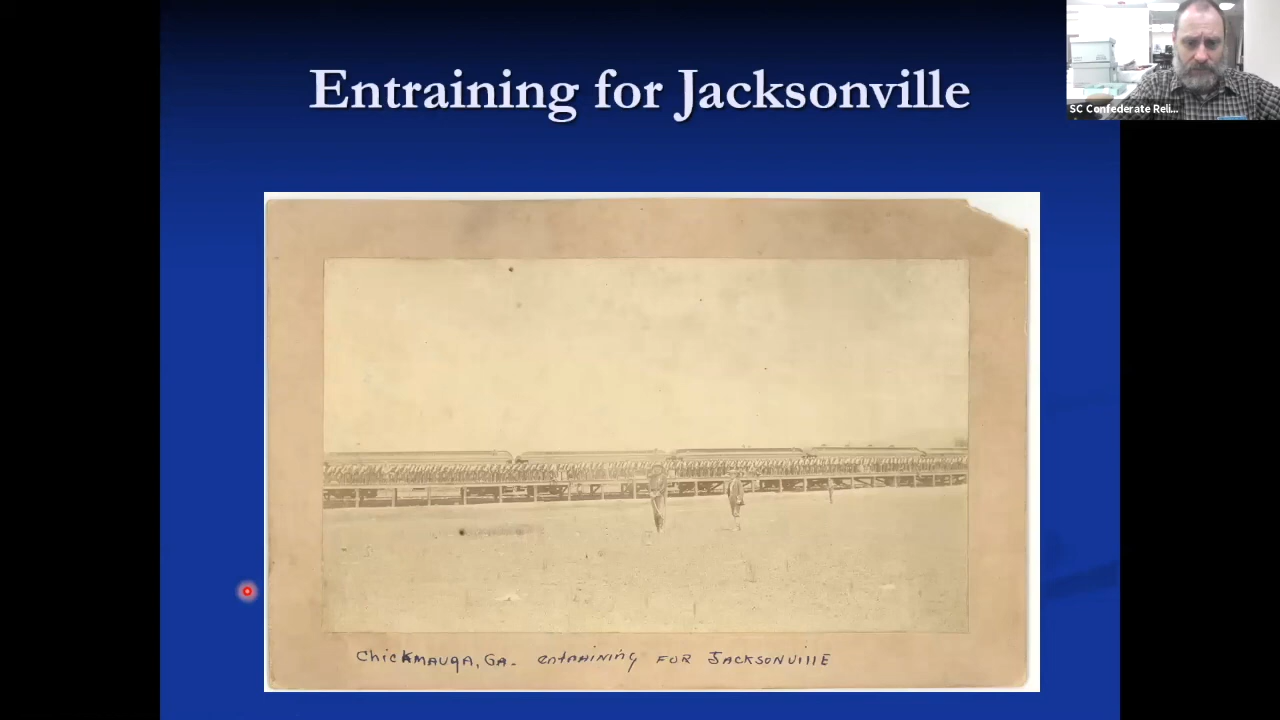 Entraining for Jacksonville
SC Confederate Reli...
Chickmauga, GA. entraining FOR JACKSONVILLE